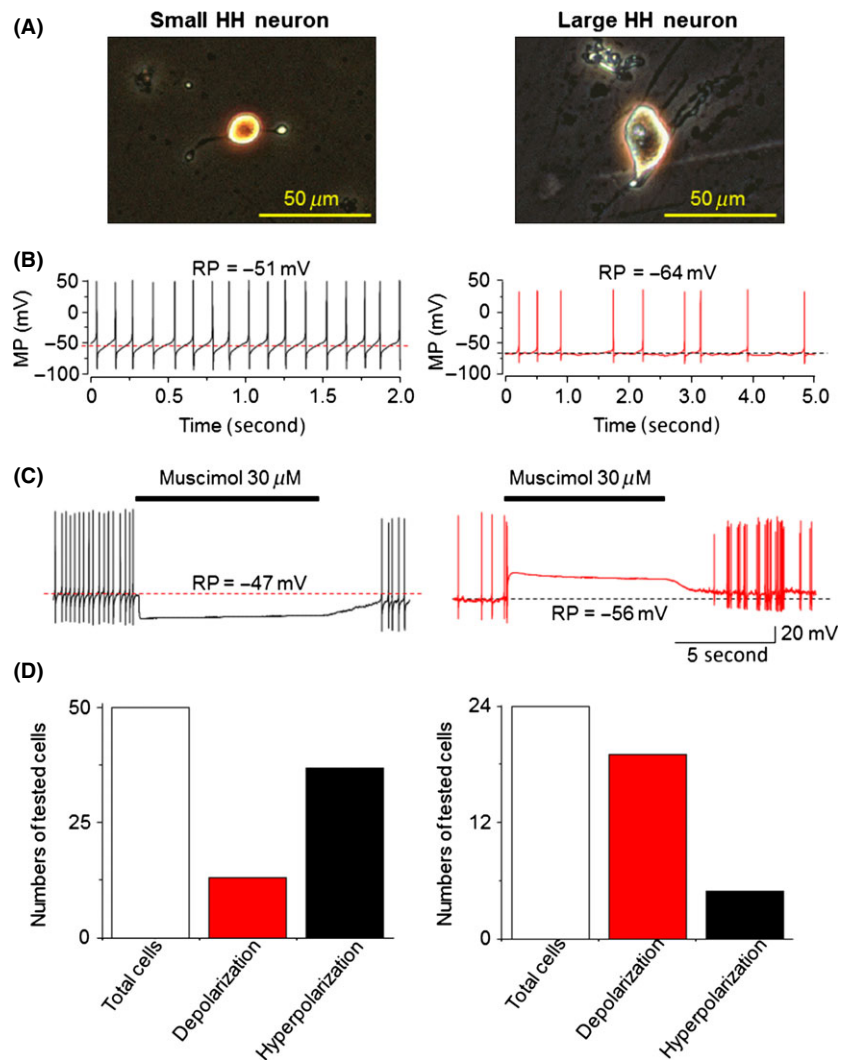 (A)
Small HH neuron
Large HH neuron
50 μm
50 μm
(B)
RP = −51 mV
RP = −64 mV
MP (mV)
50
0
−50
−100
0
0.5
1.0
1.5
2.0
Time (second)
50
0
−50
−100
0
1.0
2.0
3.0
4.0
5.0
Time (second)
(C)
Muscimol 30 μM
Muscimol 30 μM
RP = −47 mV
RP = −56 mV
20 mV
5 second
(D)
Numbers of tested cells
50
25
0
Total cells
Depolarization
Hyperpolarization
Numbers of tested cells
24
12
0
Total cells
Depolarization
Hyperpolarization